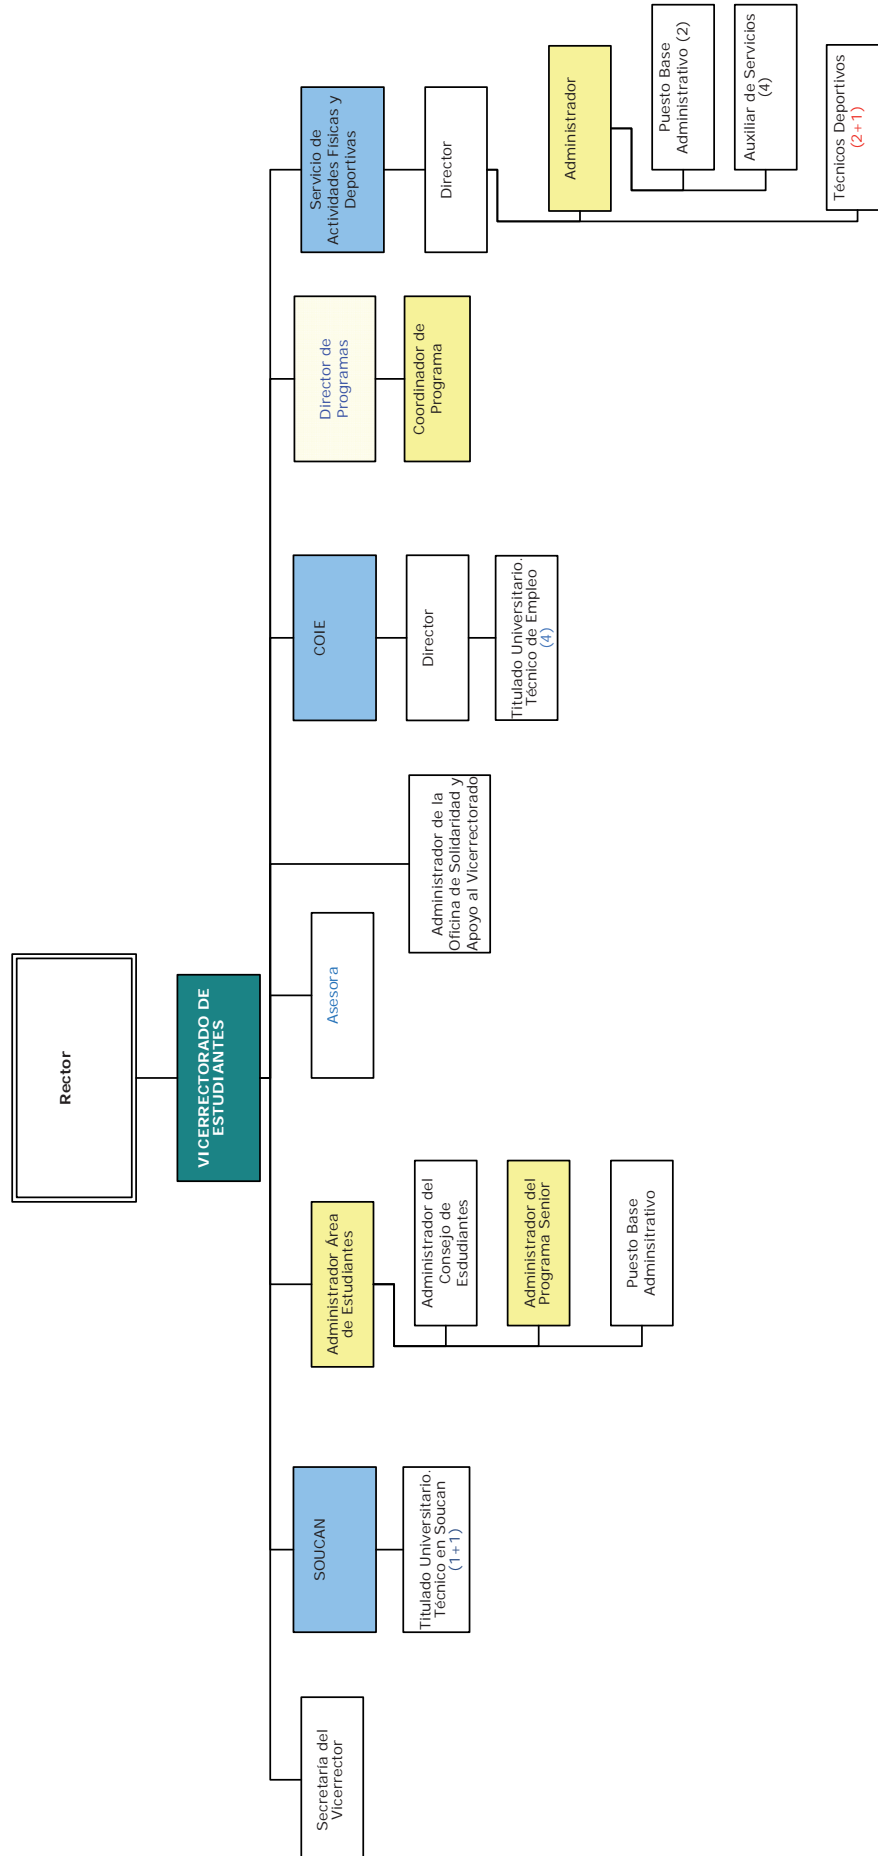 Rector
VICERRECTORADO DE
ESTUDIANTES
Secretaría del
Vicerrector
SOUCAN
Titulado Universitario.
Técnico en Soucan
(1+1)
Administrador Área
de Estudiantes
Administrador del
Consejo de
Esdudiantes
Administrador del
Programa Senior
Puesto Base
Adminsitrativo
Asesora
Administrador de la
Oficina de Solidaridad y
Apoyo al Vicerrectorado
COIE
Director
Titulado Universitario.
Técnico de Empleo
(4)
Director de
Programas
Coordinador de
Programa
Servicio de
Actividades Físicas y
Deportivas
Director
Administrador
Puesto Base
Administrativo (2)
Auxiliar de Servicios
(4)
Técnicos Deportivos
(2+1)